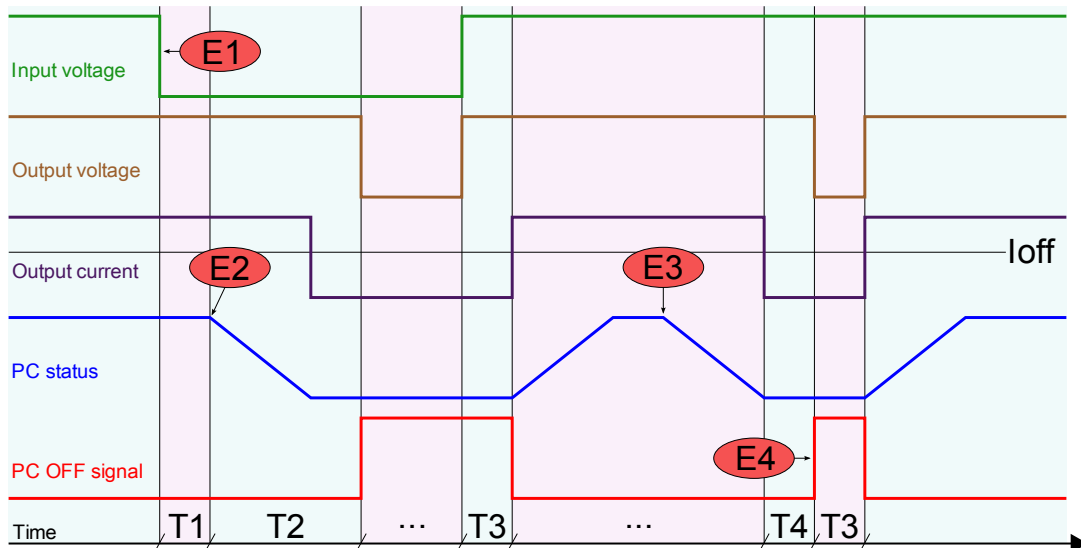 E1
Input voltage
Output voltage
Ioff
E2
E3
Output current
PC status
E4
PC OFF signal
Time
T1
T2
...
T3
...
T4
T3